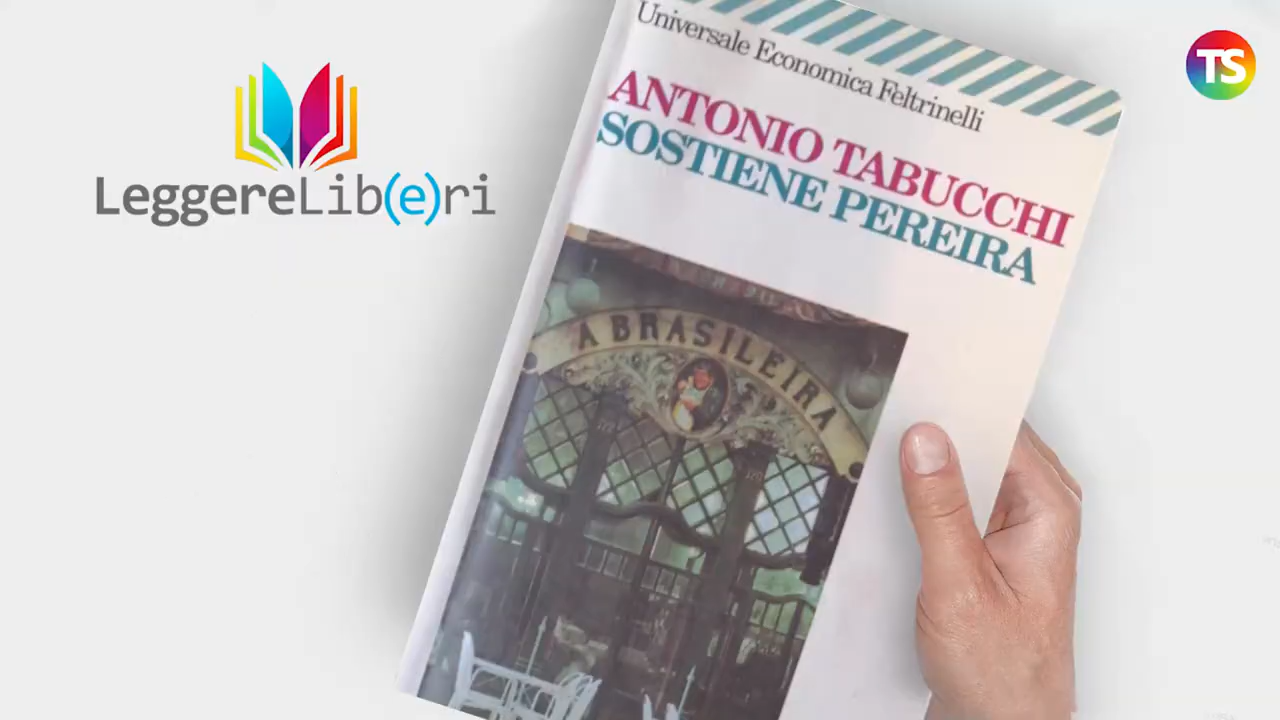 TS
LeggereLib(e)ri
Universale Economica Feltrinelli
ANTONIO TABUCCHI
SOSTIENE PEREIRA
A BRASILEIRA